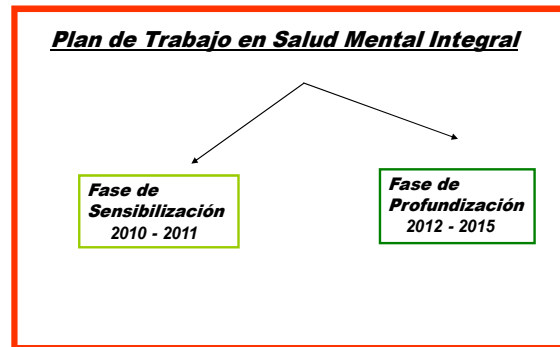 Plan de Trabajo en Salud Mental Integral
Fase de
Sensibilización
2010 - 2011
Fase de
Profundización
2012 - 2015